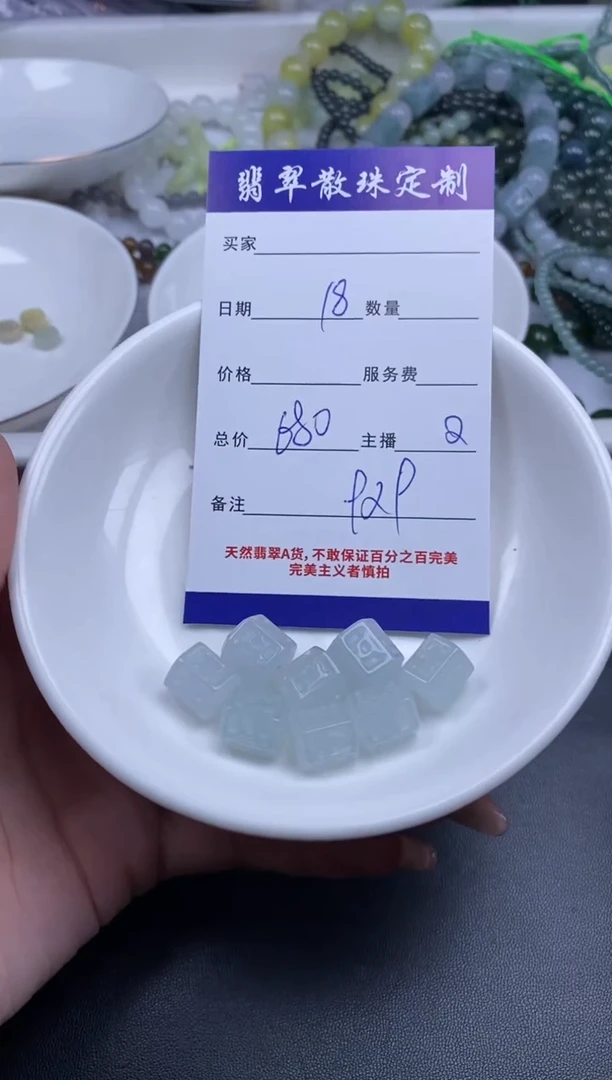 翡翠散珠定制
买家
日期 18 数量
价格 服务费
总价 680 主播 2
备注 P2P
天然翡翠A货,不敢保证百分之百完美
完美主义者慎拍